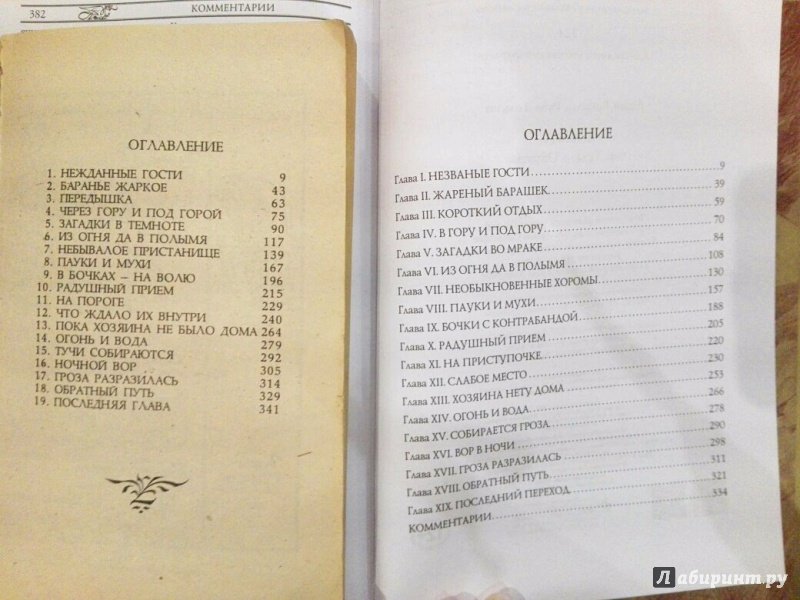 382 КОММЕНТАРИИ
ОГЛАВЛЕНИЕ
1. НЕЖДАННЫЕ ГОСТИ 9
2. БАРАНЬЕ ЖАРКОЕ 43
3. ПЕРЕДЫШКА 63
4. ЧЕРЕЗ ГОРУ И ПОД ГОРОЙ 75
5. ЗАГАДКИ В ТЕМНОТЕ 90
6. ИЗ ОГНЯ ДА В ПОЛЫМЯ 117
7. НЕБЫВАЛОЕ ПРИСТАНИЩЕ 139
8. ПАУКИ И МУХИ 167
9. В БОЧКАХ – НА ВОЛЮ 196
10. РАДУШНЫЙ ПРИЕМ 215
11. НА ПОРОГЕ 229
12. ЧТО ЖДАЛО ИХ ВНУТРИ 240
13. ПОКА ХОЗЯИНА НЕ БЫЛО ДОМА 264
14. ОГОНЬ И ВОДА 279
15. ТУЧИ СОБИРАЮТСЯ 292
16. НОЧНОЙ ВОР 305
17. ГРОЗА РАЗРАЗИЛАСЬ 314
18. ОБРАТНЫЙ ПУТЬ 329
19. ПОСЛЕДНЯЯ ГЛАВА 341
ОГЛАВЛЕНИЕ
Глава I. НЕЗВАНЫЕ ГОСТИ 9
Глава II. ЖАРЕНЫЙ БАРАШЕК 39
Глава III. КОРОТКИЙ ОТДЫХ 59
Глава IV. В ГОРУ И ПОД ГОРУ 70
Глава V. ЗАГАДКИ ВО МРАКЕ 84
Глава VI. ИЗ ОГНЯ ДА В ПОЛЫМЯ 108
Глава VII. НЕОБЫКНОВЕННЫЕ ХОРОМЫ 130
Глава VIII. ПАУКИ И МУХИ 157
Глава IX. БОЧКИ С КОНТРАБАНДОЙ 188
Глава X. РАДУШНЫЙ ПРИЕМ 205
Глава XI. НА ПРИСТУПОЧКЕ 220
Глава XII. СЛАБОЕ МЕСТО 230
Глава XIII. ХОЗЯИНА НЕТУ ДОМА 253
Глава XIV. ОГОНЬ И ВОДА 266
Глава XV. СОБИРАЕТСЯ ГРОЗА 278
Глава XVI. ВОР В НОЧИ 290
Глава XVII. ГРОЗА РАЗРАЗИЛАСЬ 298
Глава XVIII. ОБРАТНЫЙ ПУТЬ 311
Глава XIX. ПОСЛЕДНИЙ ПЕРЕХОД 321
КОММЕНТАРИИ 334
Лабиринт.ру